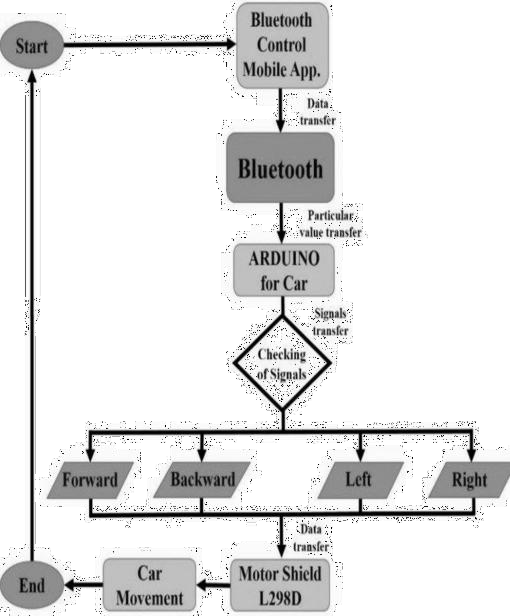 Start
Bluetooth
Control
Mobile App.
Data
transfer
Bluetooth
Particular
value transfer
ARDUINO
for Car
Signals
transfer
Checking
of Signals
Forward
Backward
Left
Right
Data
transfer
End
Car
Movement
Motor Shield
L298D